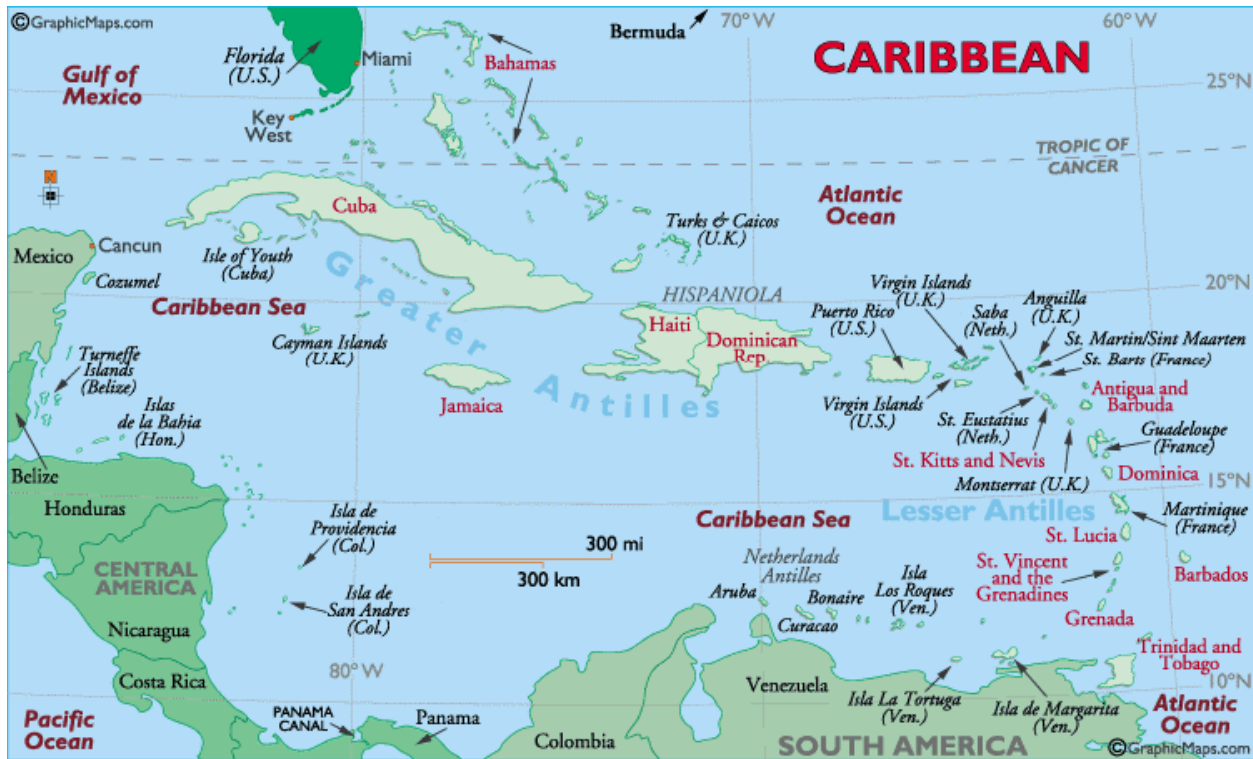 ©GraphicMaps.com
Bermuda
70°W
60°W
CARIBBEAN
Florida
(U.S.)
Miami
Bahamas
Gulf of
Mexico
25°N
Key
West
TROPIC OF
CANCER
N
Atlantic
Ocean
Cuba
Turks & Caicos
(U.K.)
Mexico
Cancun
Isle of Youth
(Cuba)
Cozumel
Greater
Antilles
Caribbean Sea
20°N
HISPANIOLA
Virgin Islands
(U.K.)
Puerto Rico
(U.S.)
Saba
(Neth.)
Anguilla
(U.K.)
Haiti
Dominican
Rep.
St. Martin/Sint Maarten
St. Barts (France)
Cayman Islands
(U.K.)
Turneffe
Islands
(Belize)
Jamaica
Virgin Islands
(U.S.)
St. Eustatius
(Neth.)
Antigua and
Barbuda
Islas
de la Bahia
(Hon.)
Guadeloupe
(France)
St. Kitts and Nevis
Montserrat (U.K.)
Dominica
Belize
15°N
Honduras
Isla de
Providencia
(Col.)
Caribbean Sea
Lesser Antilles
Martinique
(France)
St. Lucia
300 mi
300 km
Netherlands
Antilles
Isla
Los Roques
(Ven.)
St. Vincent
and the
Grenadines
Barbados
CENTRAL
AMERICA
Isla de
San Andres
(Col.)
Aruba
Bonaire
Curacao
Grenada
Nicaragua
Trinidad and
Tobago
80°W
Costa Rica
Venezuela
Isla La Tortuga
(Ven.)
Isla de Margarita
(Ven.)
10°N
Pacific
Ocean
PANAMA
CANAL
Panama
Colombia
SOUTH AMERICA
Atlantic
Ocean
©GraphicMaps.com